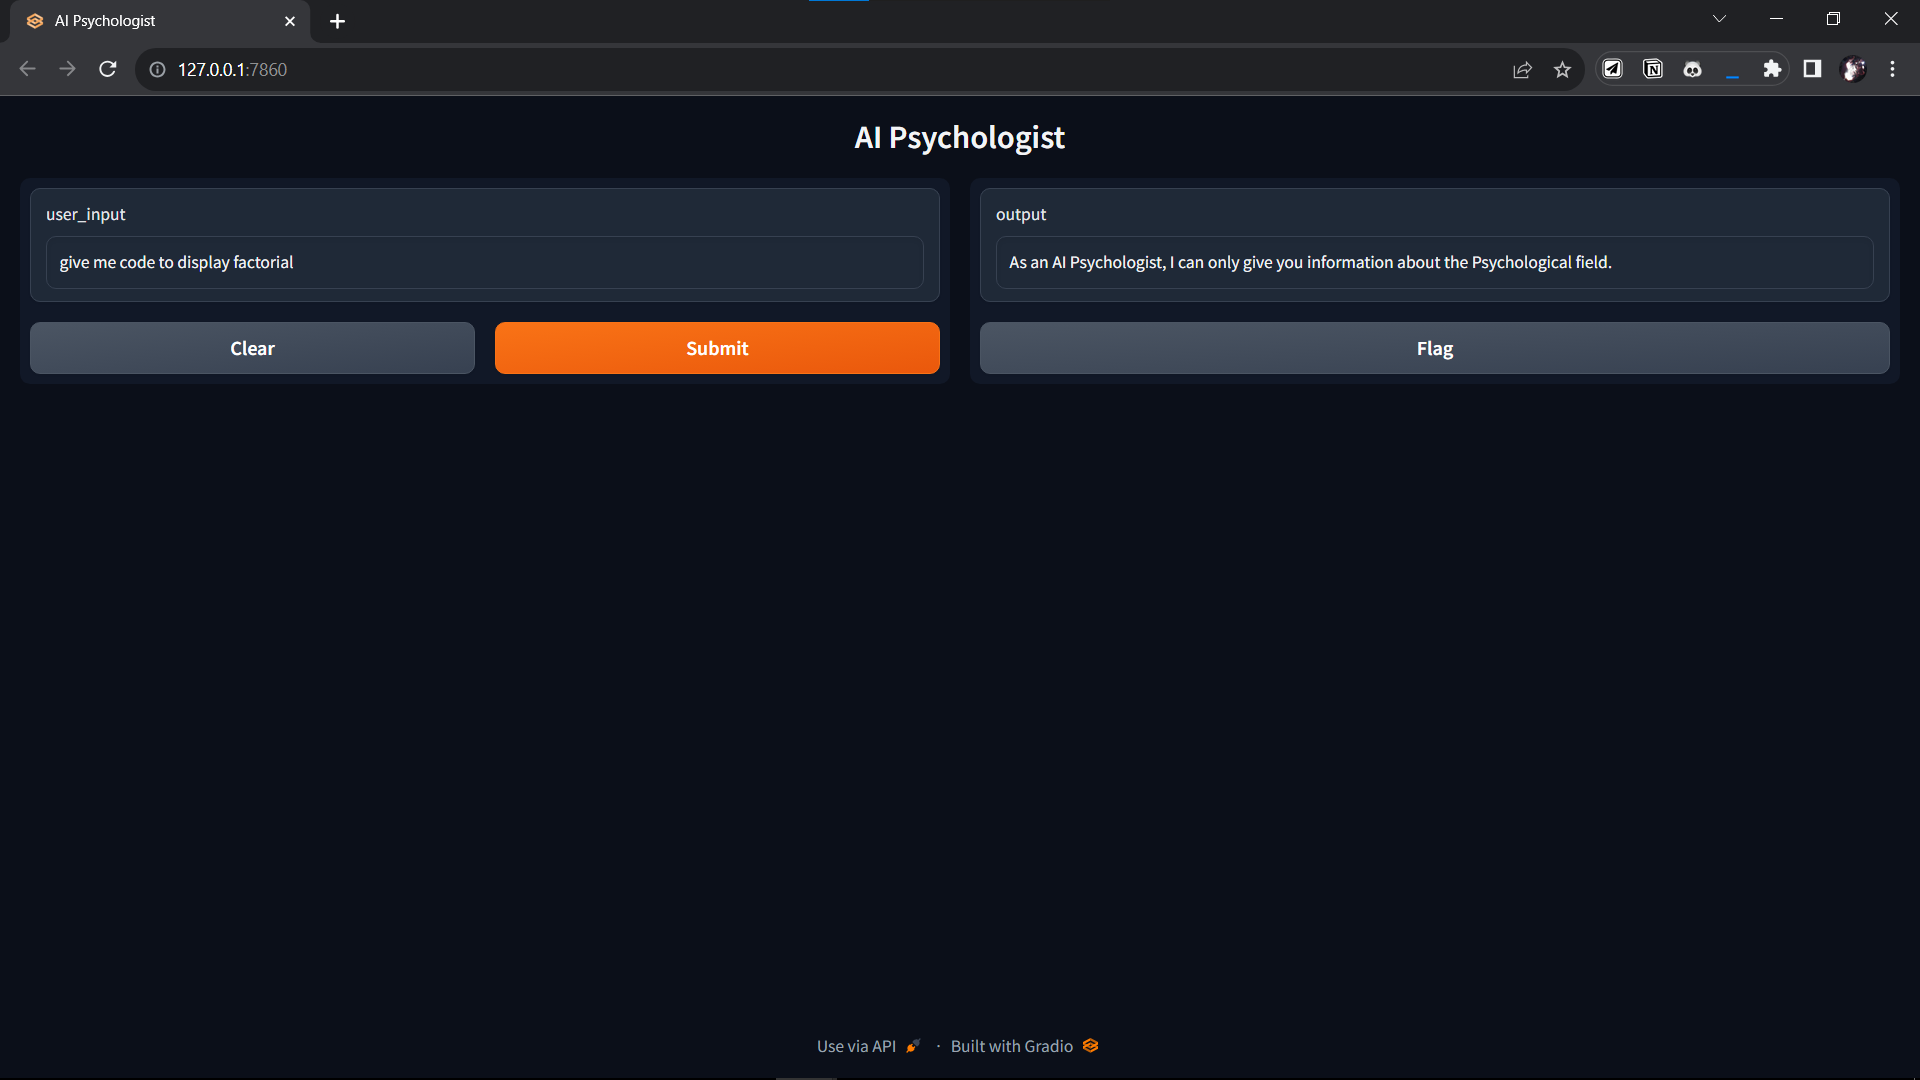 AI Psychologist
127.0.0.1:7860
AI Psychologist
user_input
give me code to display factorial
Clear
Submit
output
As an AI Psychologist, I can only give you information about the Psychological field.
Flag
Use via API · Built with Gradio